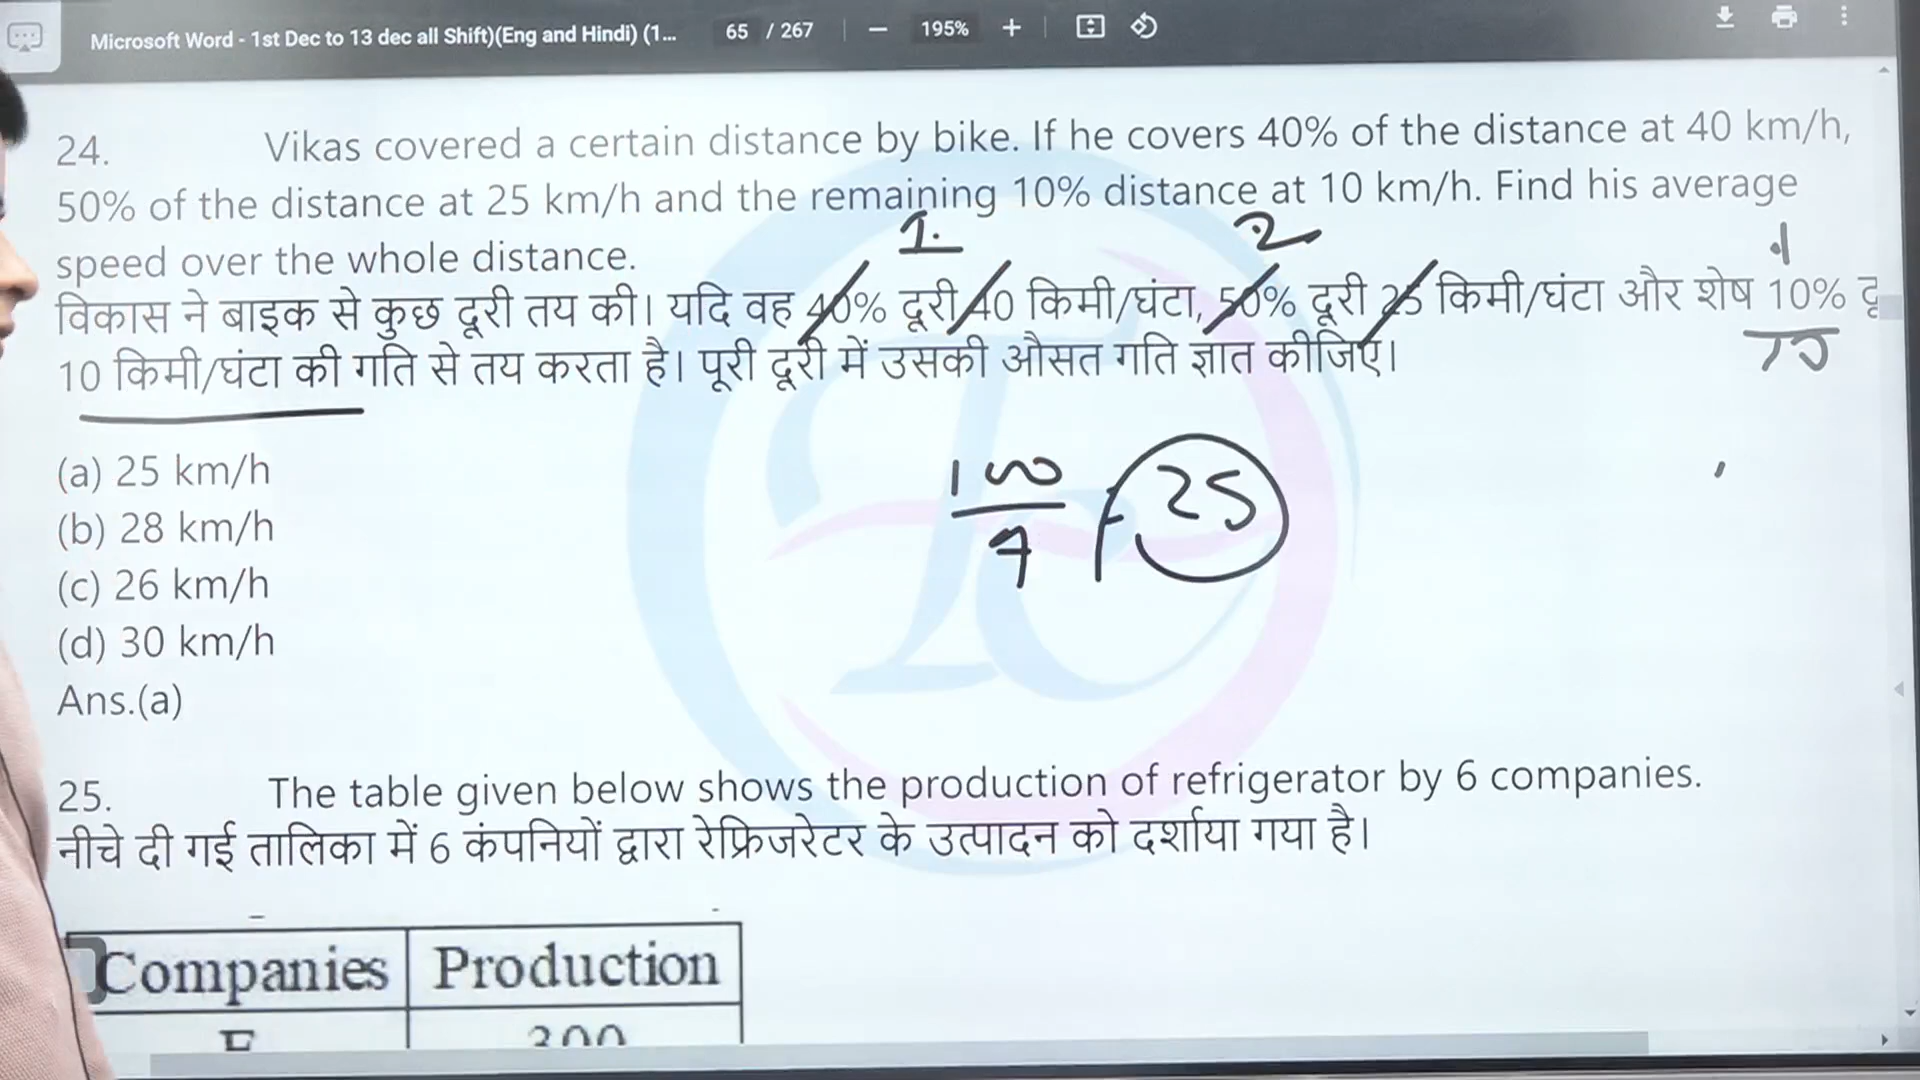 Microsoft Word - 1st Dec to 13 dec all Shift)(Eng and Hindi) (1... 65 / 267 195%
24. Vikas covered a certain distance by bike. If he covers 40% of the distance at 40 km/h,
50% of the distance at 25 km/h and the remaining 10% distance at 10 km/h. Find his average
speed over the whole distance.
1 2 1
विकास ने बाइक से कुछ दूरी तय की। यदि वह 40% दूरी 40 किमी/घंटा, 50% दूरी 25 किमी/घंटा और शेष 10% दू
10 किमी/घंटा की गति से तय करता है। पूरी दूरी में उसकी औसत गति ज्ञात कीजिए।
(a) 25 km/h
100
4
25
(b) 28 km/h
(c) 26 km/h
(d) 30 km/h
Ans.(a)
25. The table given below shows the production of refrigerator by 6 companies.
नीचे दी गई तालिका में 6 कंपनियों द्वारा रेफ्रिजरेटर के उत्पादन को दर्शाया गया है।
Companies Production
300